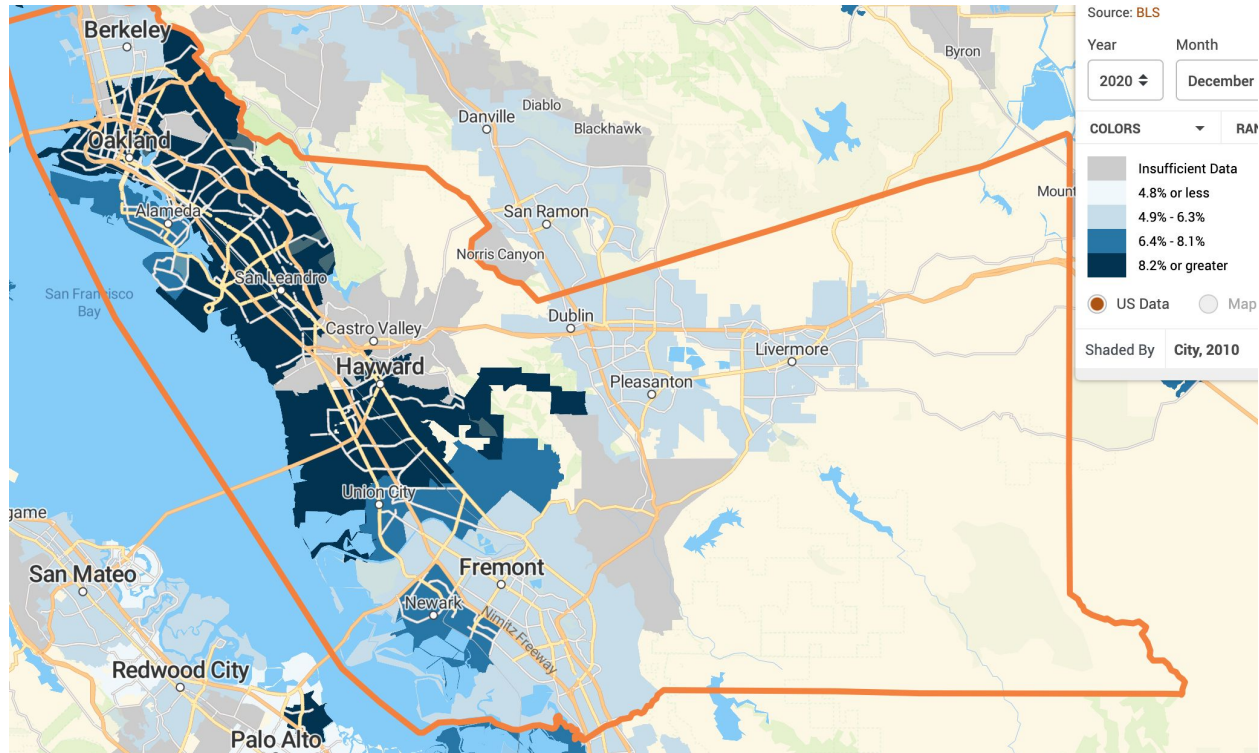 Source: BLS
Year
Month
2020
December
COLORS
RAN
Insufficient Data
4.8% or less
4.9% - 6.3%
6.4% - 8.1%
8.2% or greater
US Data
Map
Shaded By
City, 2010
Berkeley
Byron
Diablo
Danville
Blackhawk
Oakland
Mount
Alameda
San Ramon
Norris Canyon
San Leandro
San Francisco
Bay
Dublin
Castro Valley
Livermore
Hayward
Pleasanton
Union City
game
Fremont
San Mateo
Newark
Nimitz Freeway
Redwood City
Palo Alto